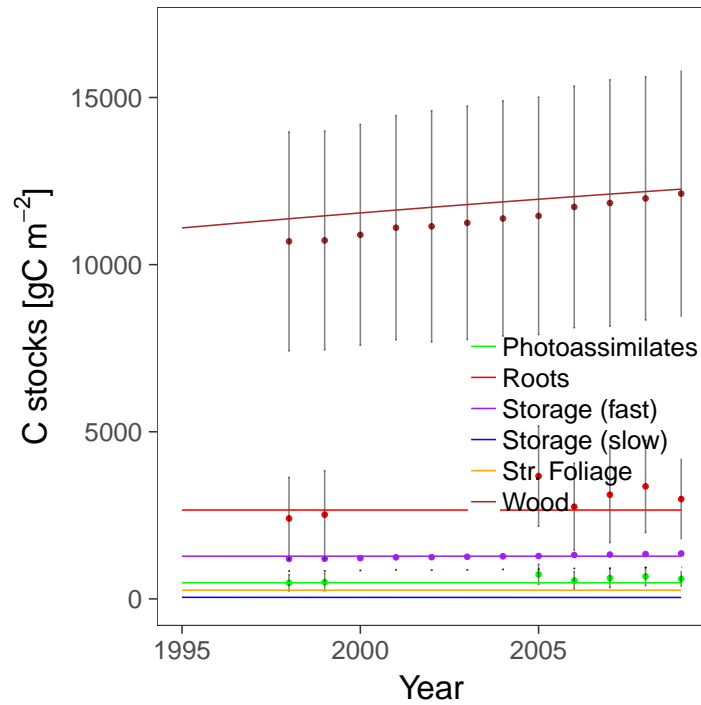 C stocks [gC m⁻²]
15000
10000
5000
0
Photoassimilates
Roots
Storage (fast)
Storage (slow)
Str. Foliage
Wood
1995 2000 2005
Year